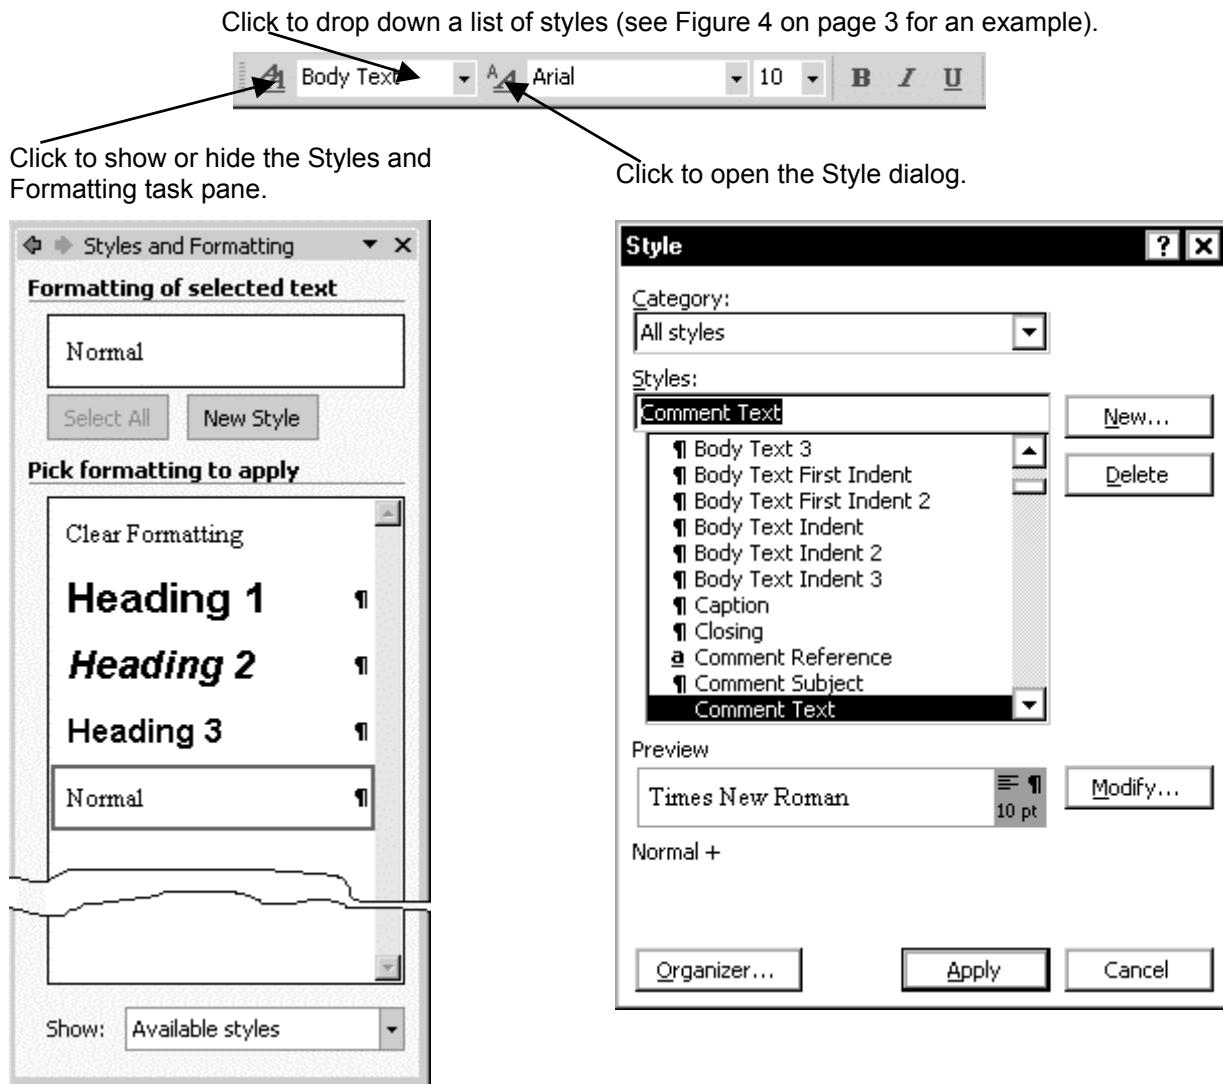 Click to drop down a list of styles (see Figure 4 on page 3 for an example).
Body Text Arial 10 B I U
Click to show or hide the Styles and
Formatting task pane.
Click to open the Style dialog.
Styles and Formatting
Formatting of selected text
Normal
Select All New Style
Pick formatting to apply
Clear Formatting
Heading 1 ¶
Heading 2 ¶
Heading 3 ¶
Normal ¶
Show: Available styles
Style ? X
Category:
All styles
Styles:
Comment Text
New...
Delete
¶ Body Text 3
¶ Body Text First Indent
¶ Body Text First Indent 2
¶ Body Text Indent
¶ Body Text Indent 2
¶ Body Text Indent 3
¶ Caption
¶ Closing
a Comment Reference
¶ Comment Subject
Comment Text
Preview
Times New Roman ¶
10 pt
Modify...
Normal +
Organizer... Apply Cancel